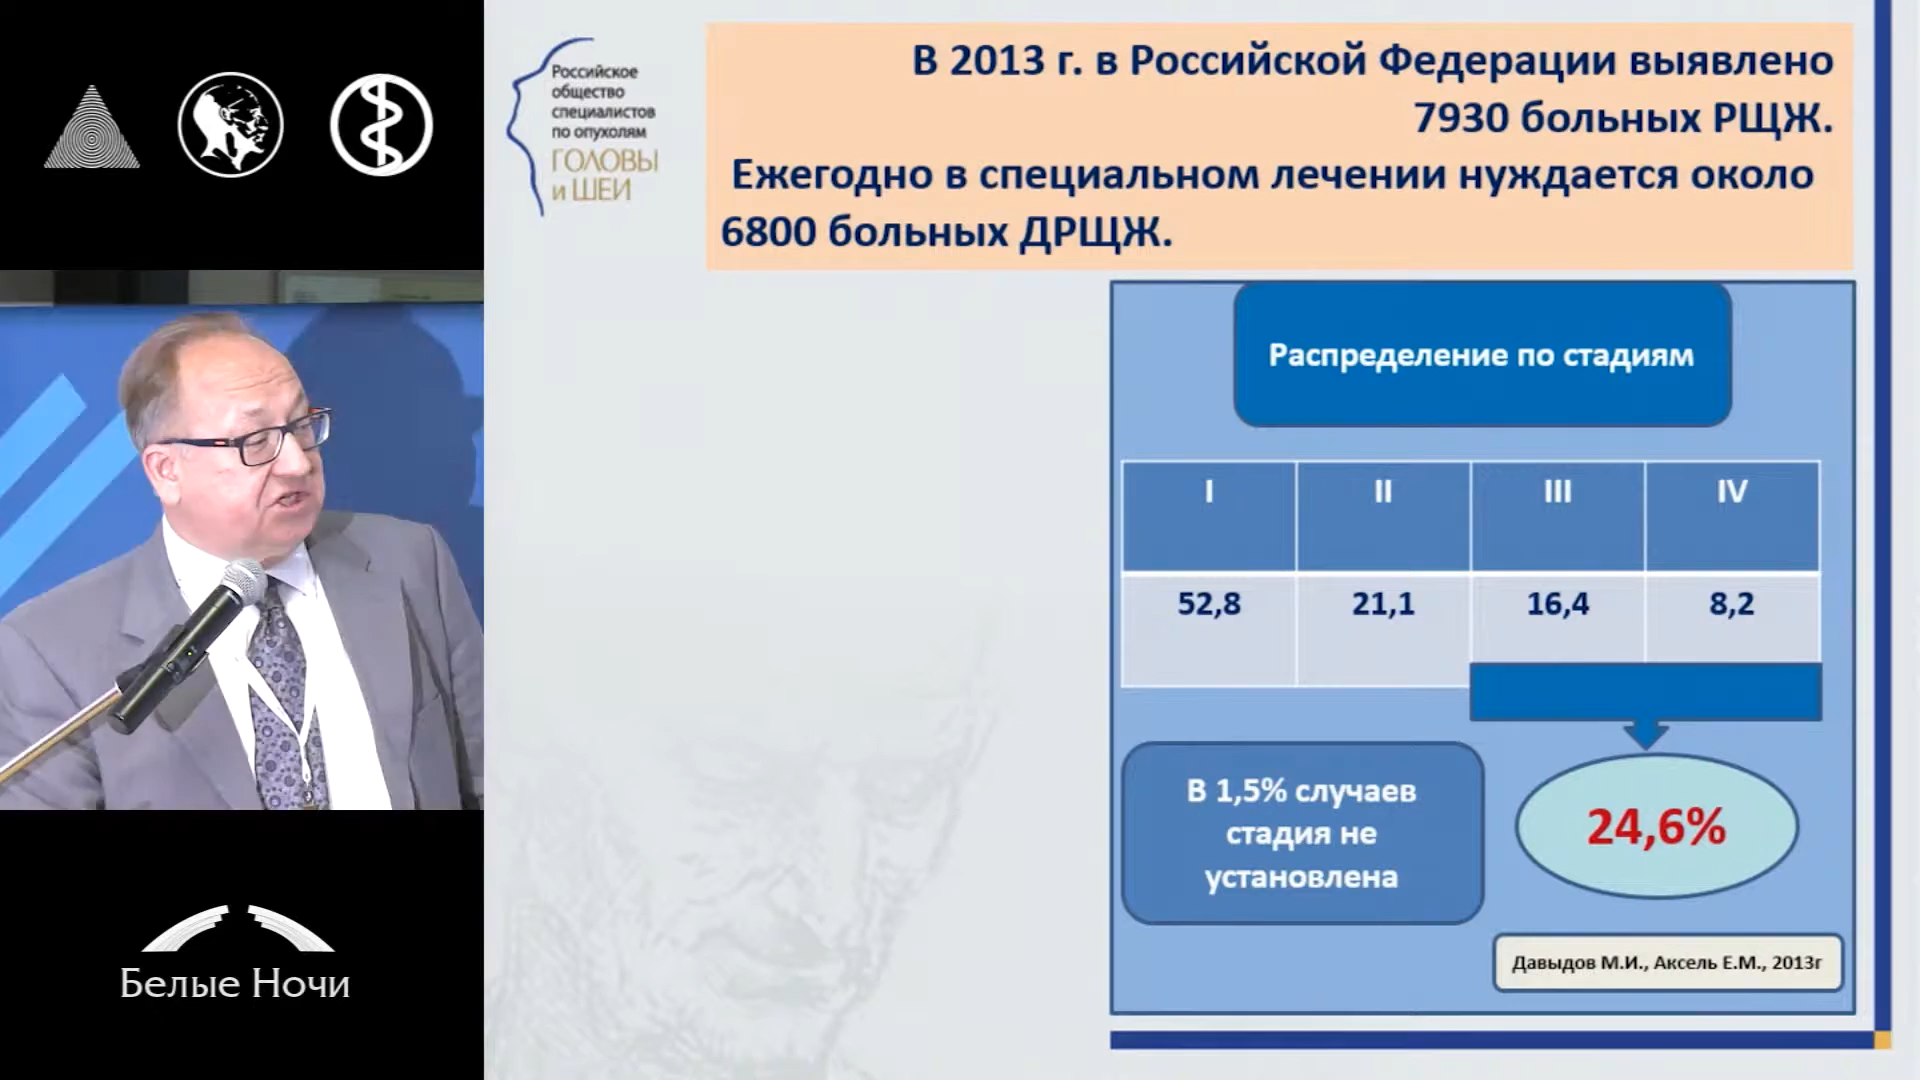 Российское
общество
специалистов
по опухолям
ГОЛОВЫ
и ШЕИ
В 2013 г. в Российской Федерации выявлено
7930 больных РЩЖ.
Ежегодно в специальном лечении нуждается около
6800 больных ДРЩЖ.
Распределение по стадиям
I II III IV
52,8 21,1 16,4 8,2
В 1,5% случаев
стадия не
установлена
24,6%
Давыдов М.И., Аксель Е.М., 2013г
Белые Ночи